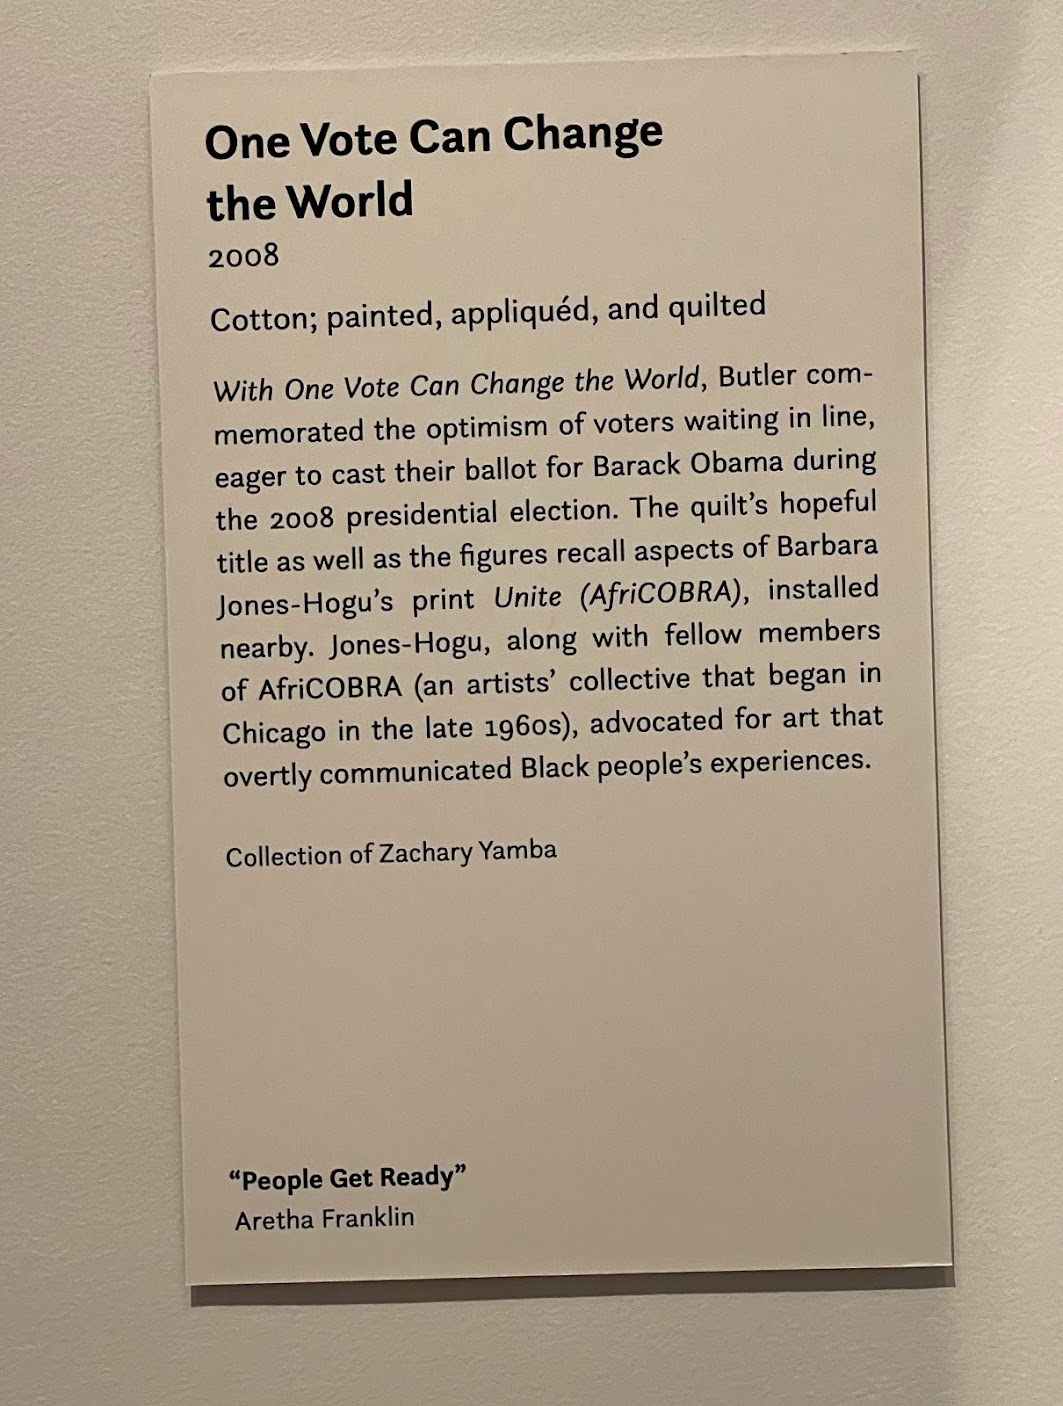 One Vote Can Change
the World
2008
Cotton; painted, appliquéd, and quilted
With One Vote Can Change the World, Butler com-
memorated the optimism of voters waiting in line,
eager to cast their ballot for Barack Obama during
the 2008 presidential election. The quilt’s hopeful
title as well as the figures recall aspects of Barbara
Jones-Hogu’s print Unite (AfriCOBRA), installed
nearby. Jones-Hogu, along with fellow members
of AfriCOBRA (an artists’ collective that began in
Chicago in the late 1960s), advocated for art that
overtly communicated Black people’s experiences.
Collection of Zachary Yamba
“People Get Ready”
Aretha Franklin